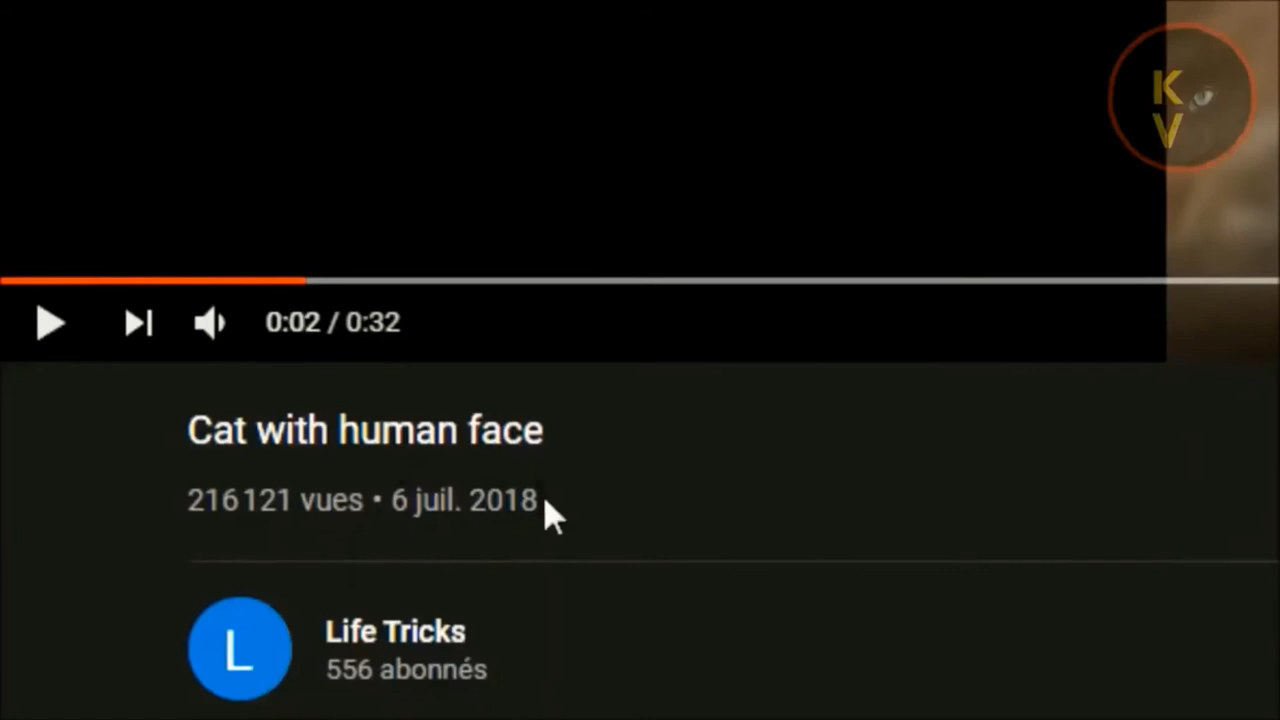 K
V
0:02 / 0:32
Cat with human face
216 121 vues • 6 juil. 2018
L
Life Tricks
556 abonnés